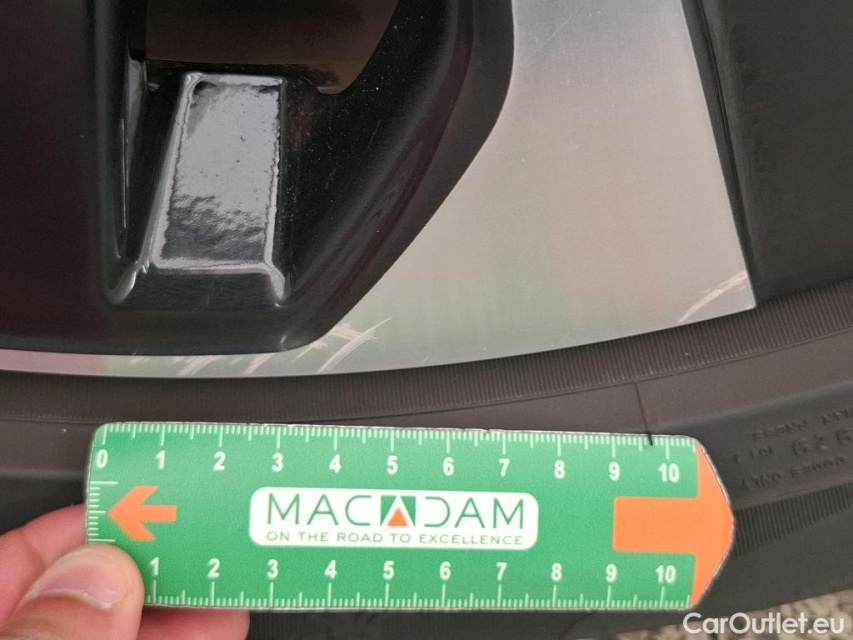 0 1 2 3 4 5 6 7 8 9 10
MACADAM
ON THE ROAD TO EXCELLENCE
1 2 3 4 5 6 7 8 9 10
CarOutlet.eu